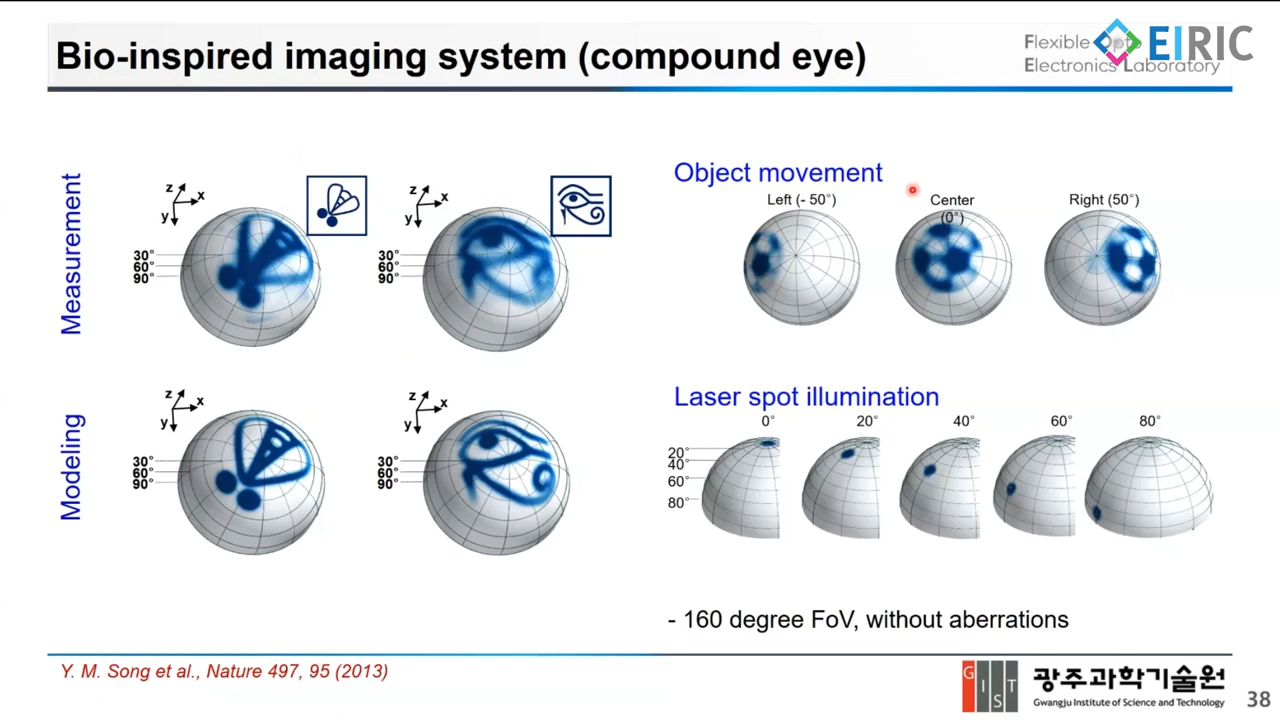 Bio-inspired imaging system (compound eye)
Flexible Opto
Electronics Laboratory
EIRIC
Measurement
z
x
y
30°
60°
90°
z
x
y
30°
60°
90°
Object movement
Left (- 50°)
Center
(0°)
Right (50°)
Modeling
z
x
y
30°
60°
90°
z
x
y
30°
60°
90°
Laser spot illumination
0°
20°
40°
60°
80°
20°
40°
60°
80°
- 160 degree FoV, without aberrations
Y. M. Song et al., Nature 497, 95 (2013)
GIST
광주과학기술원
Gwangju Institute of Science and Technology
38